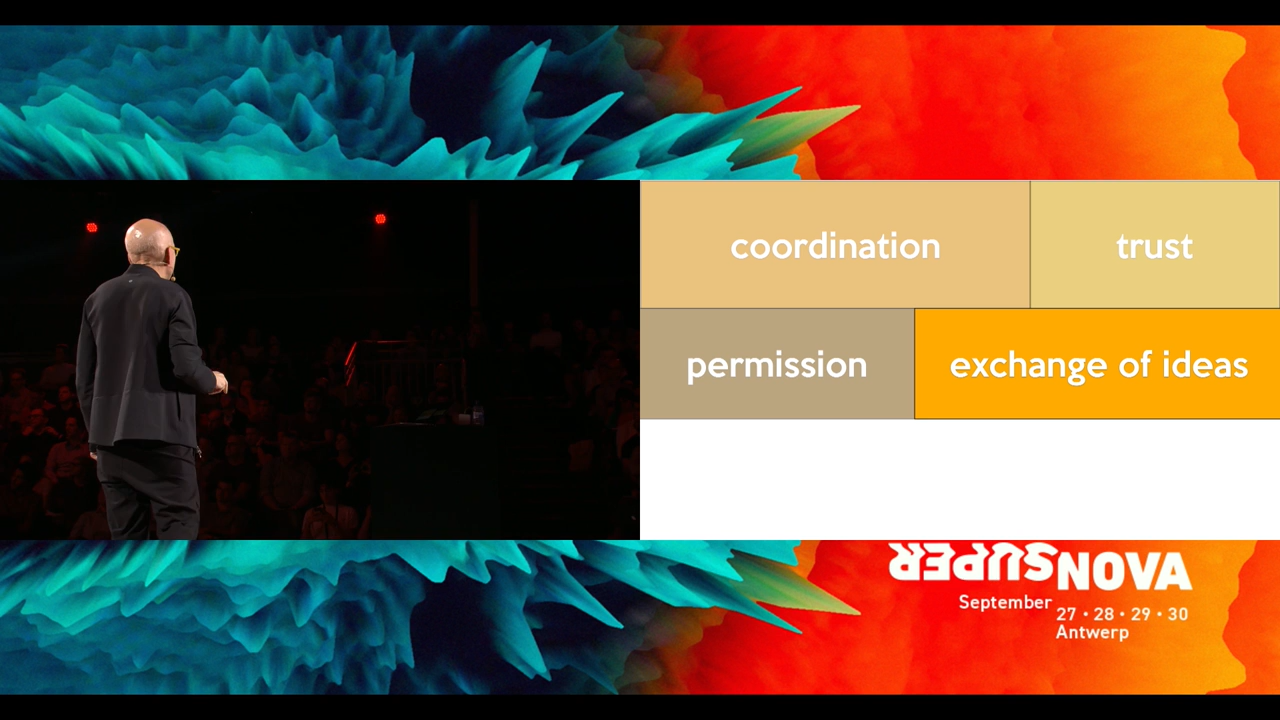 coordination
trust
permission
exchange of ideas
SUPERNOVA
September
27 • 28 • 29 • 30
Antwerp